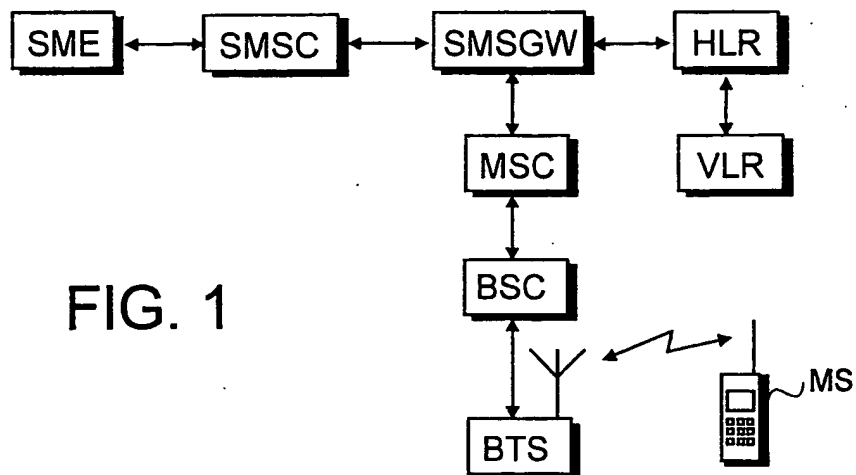 SME SMSC SMSGW HLR
MSC VLR
BSC
FIG. 1
MS
BTS